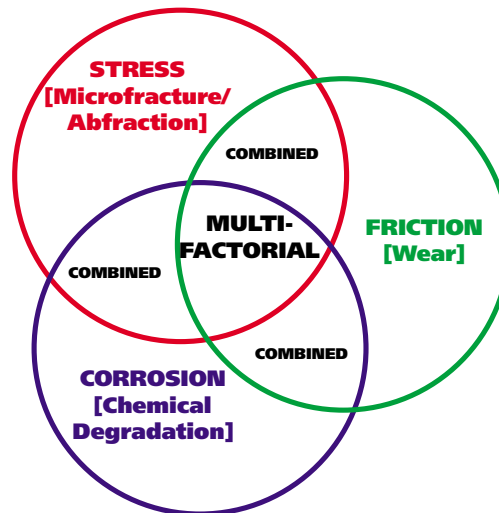 STRESS
[Microfracture/
Abfraction]
COMBINED
MULTI-
FACTORIAL
FRICTION
[Wear]
COMBINED
COMBINED
CORROSION
[Chemical
Degradation]